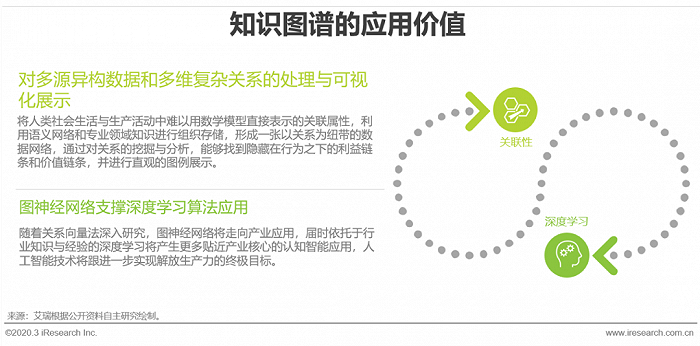 知识图谱的应用价值
对多源异构数据和多维复杂关系的处理与可视
化展示
将人类社会生活与生产活动中难以用数学模型直接表示的关联属性，利
用语义网络和专业领域知识进行组织存储，形成一张以关系为纽带的数
据网络，通过对关系的挖掘与分析，能够找到隐藏在行为之下的利益链
条和价值链条，并进行直观的图例展示。
关联性
图神经网络支撑深度学习算法应用
随着关系向量法深入研究，图神经网络将走向产业应用，届时依托于行
业知识与经验的深度学习将产生更多贴近产业核心的认知智能应用，人
工智能技术将跟进一步实现解放生产力的终极目标。
深度学习
来源：艾瑞根据公开资料自主研究绘制。
©2020.3 iResearch Inc.
www.iresearch.com.cn